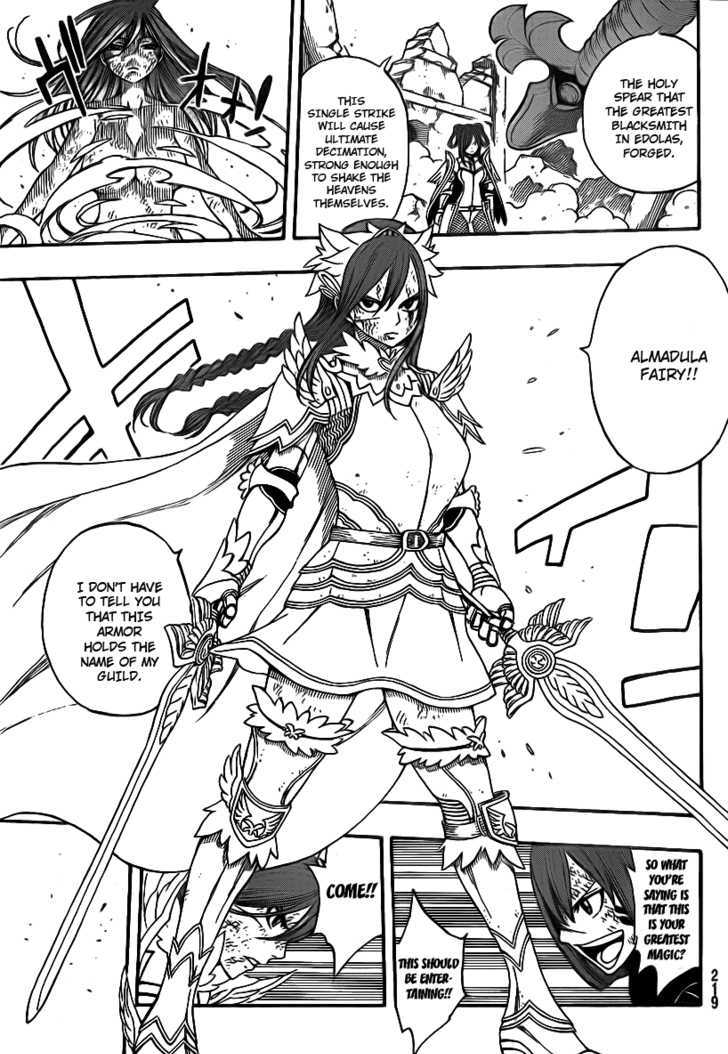 THE HOLY
SPEAR THAT
THE GREATEST
BLACKSMITH
IN EDOLAS,
FORGED.
THIS
SINGLE STRIKE
WILL CAUSE
ULTIMATE
DECIMATION,
STRONG ENOUGH
TO SHAKE THE
HEAVENS
THEMSELVES.
ALMADULA
FAIRY!!
I DON'T HAVE
TO TELL YOU
THAT THIS
ARMOR
HOLDS THE
NAME OF MY
GUILD.
SO WHAT
YOU'RE
SAYING IS
THAT THIS
IS YOUR
GREATEST
MAGIC?
THIS SHOULD
BE ENTER-
TAINING!!
COME!!
219